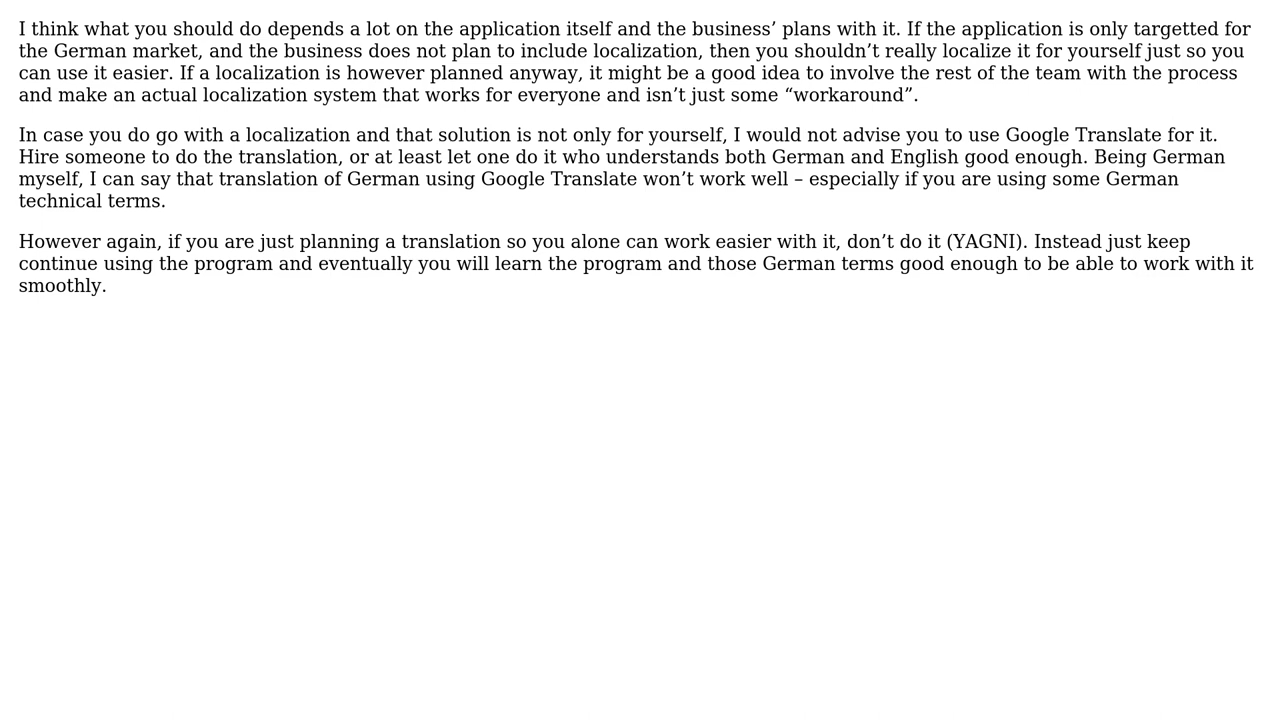 I think what you should do depends a lot on the application itself and the business’ plans with it. If the application is only targetted for
the German market, and the business does not plan to include localization, then you shouldn’t really localize it for yourself just so you
can use it easier. If a localization is however planned anyway, it might be a good idea to involve the rest of the team with the process
and make an actual localization system that works for everyone and isn’t just some “workaround”.
In case you do go with a localization and that solution is not only for yourself, I would not advise you to use Google Translate for it.
Hire someone to do the translation, or at least let one do it who understands both German and English good enough. Being German
myself, I can say that translation of German using Google Translate won’t work well – especially if you are using some German
technical terms.
However again, if you are just planning a translation so you alone can work easier with it, don’t do it (YAGNI). Instead just keep
continue using the program and eventually you will learn the program and those German terms good enough to be able to work with it
smoothly.